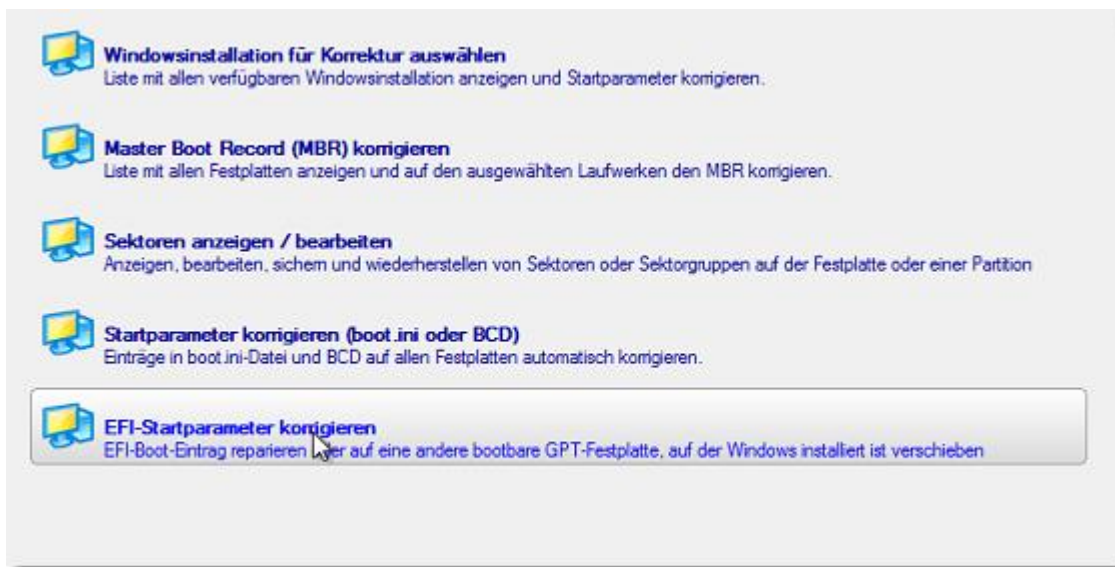 Windowsinstallation für Korrektur auswählen
Liste mit allen verfügbaren Windowsinstallation anzeigen und Startparameter korrigieren.
Master Boot Record (MBR) korrigieren
Liste mit allen Festplatten anzeigen und auf den ausgewählten Laufwerken den MBR korrigieren.
Sektoren anzeigen / bearbeiten
Anzeigen, bearbeiten, sichern und wiederherstellen von Sektoren oder Sektorgruppen auf der Festplatte oder einer Partition
Startparameter korrigieren (boot.ini oder BCD)
Einträge in boot.ini-Datei und BCD auf allen Festplatten automatisch korrigieren.
EFI-Startparameter korrigieren
EFI-Boot-Eintrag reparieren oder auf eine andere bootbare GPT-Festplatte, auf der Windows installiert ist verschieben